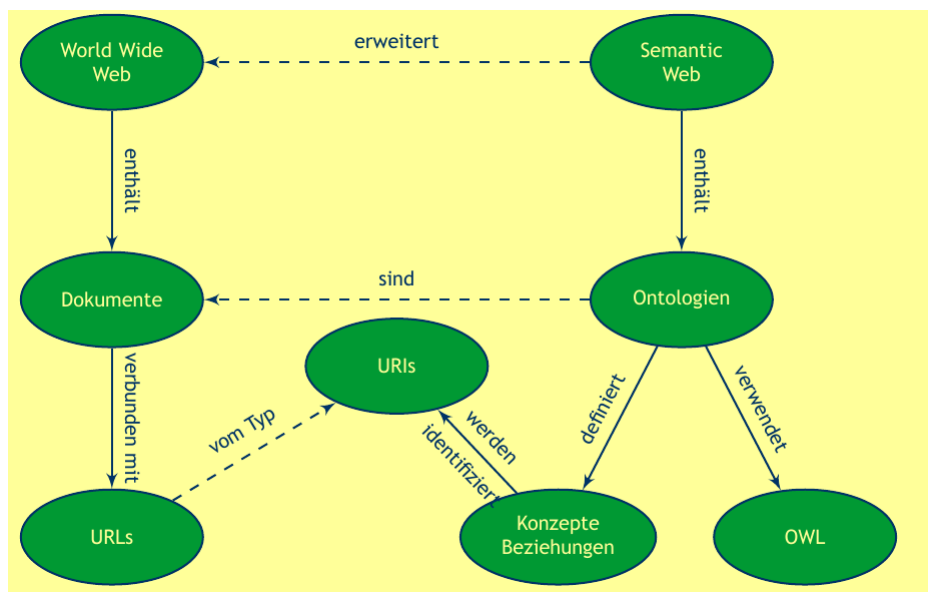 World Wide
Web
erweitert
Semantic
Web
enthält
enthält
Dokumente
sind
Ontologien
URIs
verbunden mit
vom Typ
werden
identifiziert
definiert
verwendet
URLs
Konzepte
Beziehungen
OWL